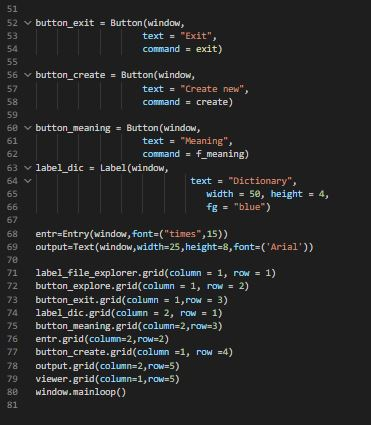 51
52 button_exit = Button(window,
53 text = "Exit",
54 command = exit)
55
56 button_create = Button(window,
57 text = "Create new",
58 command = create)
59
60 button_meaning = Button(window,
61 text = "Meaning",
62 command = f_meaning)
63 label_dic = Label(window,
64 text = "Dictionary",
65 width = 50, height = 4,
66 fg = "blue")
67
68 entr=Entry(window,font=("times",15))
69 output=Text(window,width=25,height=8,font=('Arial'))
70
71 label_file_explorer.grid(column = 1, row = 1)
72 button_explore.grid(column = 1, row = 2)
73 button_exit.grid(column = 1,row = 3)
74 label_dic.grid(column = 2, row = 1)
75 button_meaning.grid(column=2,row=3)
76 entr.grid(column=2,row=2)
77 button_create.grid(column =1, row =4)
78 output.grid(column=2,row=5)
79 viewer.grid(column=1,row=5)
80 window.mainloop()
81